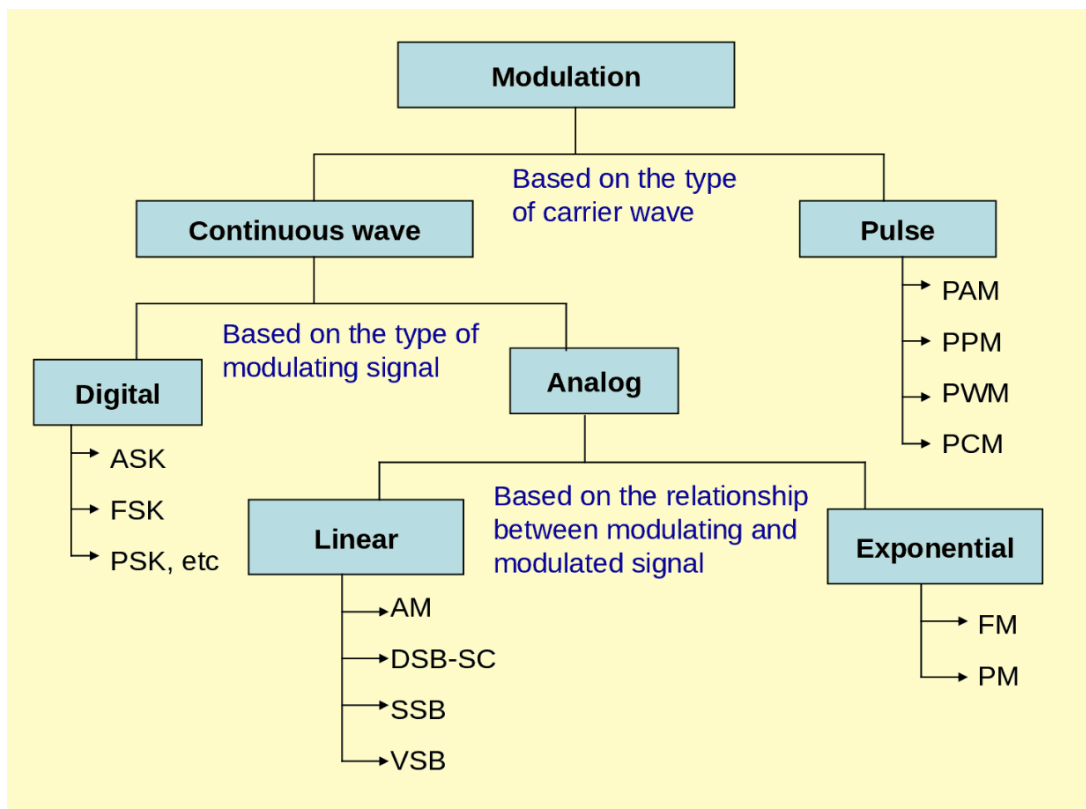 Modulation
Based on the type
of carrier wave
Continuous wave
Pulse
PAM
PPM
PWM
PCM
Based on the type of
modulating signal
Digital
Analog
ASK
FSK
PSK, etc
Based on the relationship
between modulating and
modulated signal
Linear
Exponential
AM
DSB-SC
SSB
VSB
FM
PM